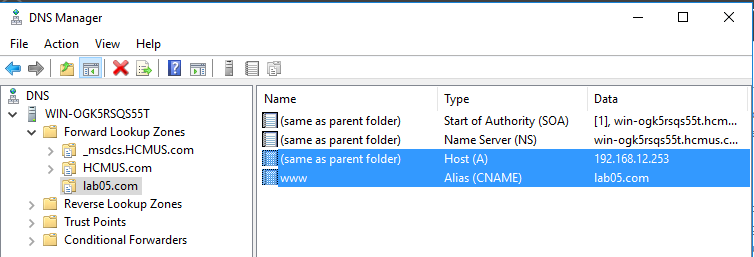 DNS Manager
File Action View Help
DNS
WIN-OGK5RSQS55T
Forward Lookup Zones
_msdcs.HCMUS.com
HCMUS.com
lab05.com
Reverse Lookup Zones
Trust Points
Conditional Forwarders
Name Type Data
(same as parent folder) Start of Authority (SOA) [1], win-ogk5rsqs55t.hcm...
(same as parent folder) Name Server (NS) win-ogk5rsqs55t.hcmus.c...
(same as parent folder) Host (A) 192.168.12.253
www Alias (CNAME) lab05.com